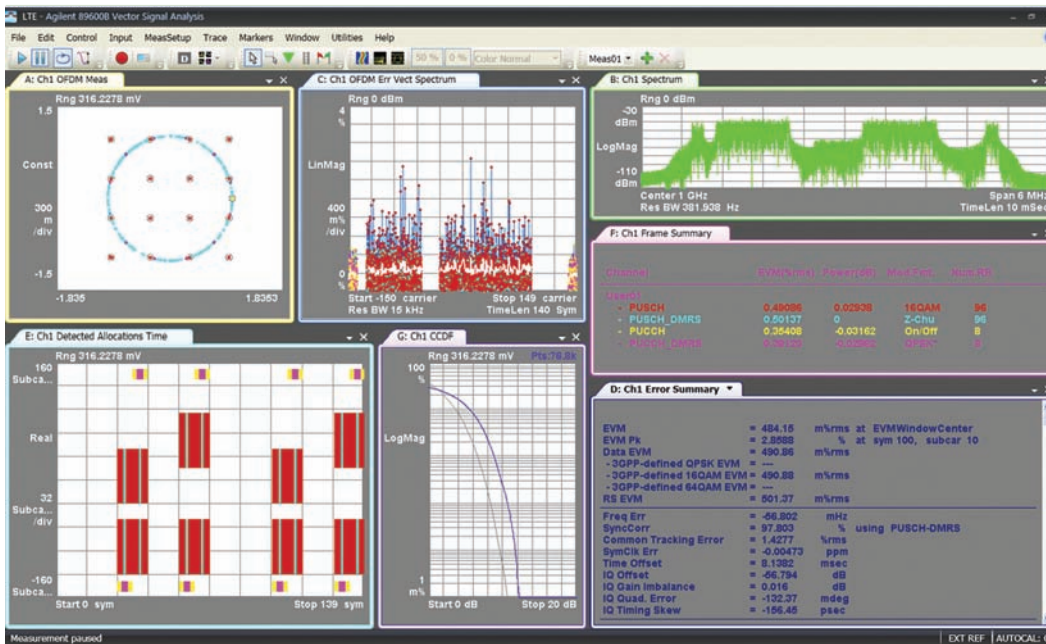 LTE - Agilent 89600B Vector Signal Analysis
File Edit Control Input MeasSetup Trace Markers Window Utilities Help
50 % 0 % Color Normal Meas01
A: Ch1 OFDM Meas
Rng 316.2278 mV
1.5
Const
300
m
/div
-1.5
-1.835 1.8353
C: Ch1 OFDM Err Vect Spectrum
Rng 0 dBm
4
%
LinMag
400
m%
/div
0
%
Start -150 carrier Stop 149 carrier
Res BW 15 kHz TimeLen 140 Sym
B: Ch1 Spectrum
Rng 0 dBm
-30
dBm
LogMag
-110
dBm
Center 1 GHz Span 6 MHz
Res BW 381.938 Hz TimeLen 10 mSec
F: Ch1 Frame Summary
Channel EVM(%rms) Power(dB) Mod.Fmt. Num.RB
User01
- PUSCH 0.49086 0.02938 16QAM 96
- PUSCH_DMRS 0.50137 0 Z-Chu 96
- PUCCH 0.35408 -0.03162 On/Off 8
- PUCCH_DMRS QPSK* 8
E: Ch1 Detected Allocations Time
Rng 316.2278 mV
160
Subca...
Real
32
Subca...
/div
-160
Subca...
Start 0 sym Stop 139 sym
G: Ch1 CCDF
Rng 316.2278 mV Pts:76.8k
100
%
LogMag
1
m%
Start 0 dB Stop 20 dB
D: Ch1 Error Summary
EVM = 484.15 m%rms at EVMWindowCenter
EVM Pk = 2.8588 % at sym 100, subcar 10
Data EVM = 490.86 m%rms
- 3GPP-defined QPSK EVM = ---
- 3GPP-defined 16QAM EVM = 490.88 m%rms
- 3GPP-defined 64QAM EVM = ---
RS EVM = 501.37 m%rms
Freq Err = -56.802 mHz
SyncCorr = 97.803 % using PUSCH-DMRS
Common Tracking Error = 1.4277 %rms
SymClk Err = -0.00473 ppm
Time Offset = 8.1382 msec
IQ Offset = -56.794 dB
IQ Gain Imbalance = 0.016 dB
IQ Quad. Error = -132.37 mdeg
IQ Timing Skew = -156.45 psec
Measurement paused EXT REF AUTOCAL: